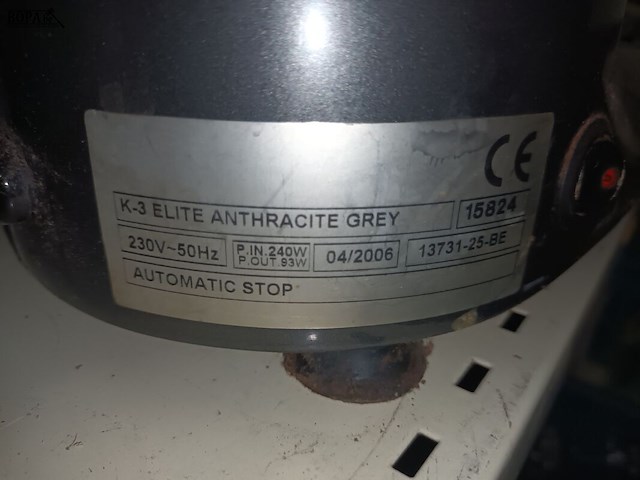 CE
K-3 ELITE ANTHRACITE GREY 15824
230V~50Hz P.IN.240W P.OUT 93W 04/2006 13731-25-BE
AUTOMATIC STOP